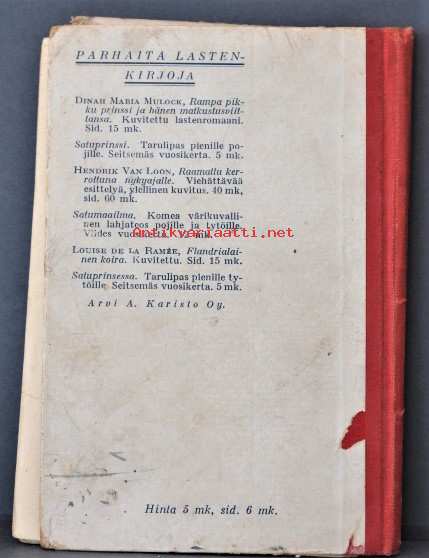 PARHAITA LASTEN-
KIRJOJA
DINAH MARIA MULOCK, Rampa pik-
ku prinssi ja hänen matkustusviit-
tansa. Kuvitettu lastenromaani.
Sid. 15 mk.
Satuprinssi. Tarulipas pienille po-
jille. Seitsemäs vuosikerta. 5 mk.
HENDRIK VAN LOON, Raamattu ker-
rottuna nykyajalle. Viehättävää
esittelyä, ylellinen kuvitus. 40 mk,
sid. 60 mk.
Satumaailma. Komea värikuvalli-
nen lahjateos pojille ja tytöille.
Viides vuosikerta. mk.
antikvariaatti.net
LOUISE DE LA RAMÉE, Flandrialai-
nen koira. Kuvitettu. Sid. 15 mk.
Satuprinsessa. Tarulipas pienille ty-
töille. Seitsemäs vuosikerta. 5 mk.
Arvi A. Karisto Oy.
Hinta 5 mk, sid. 6 mk.